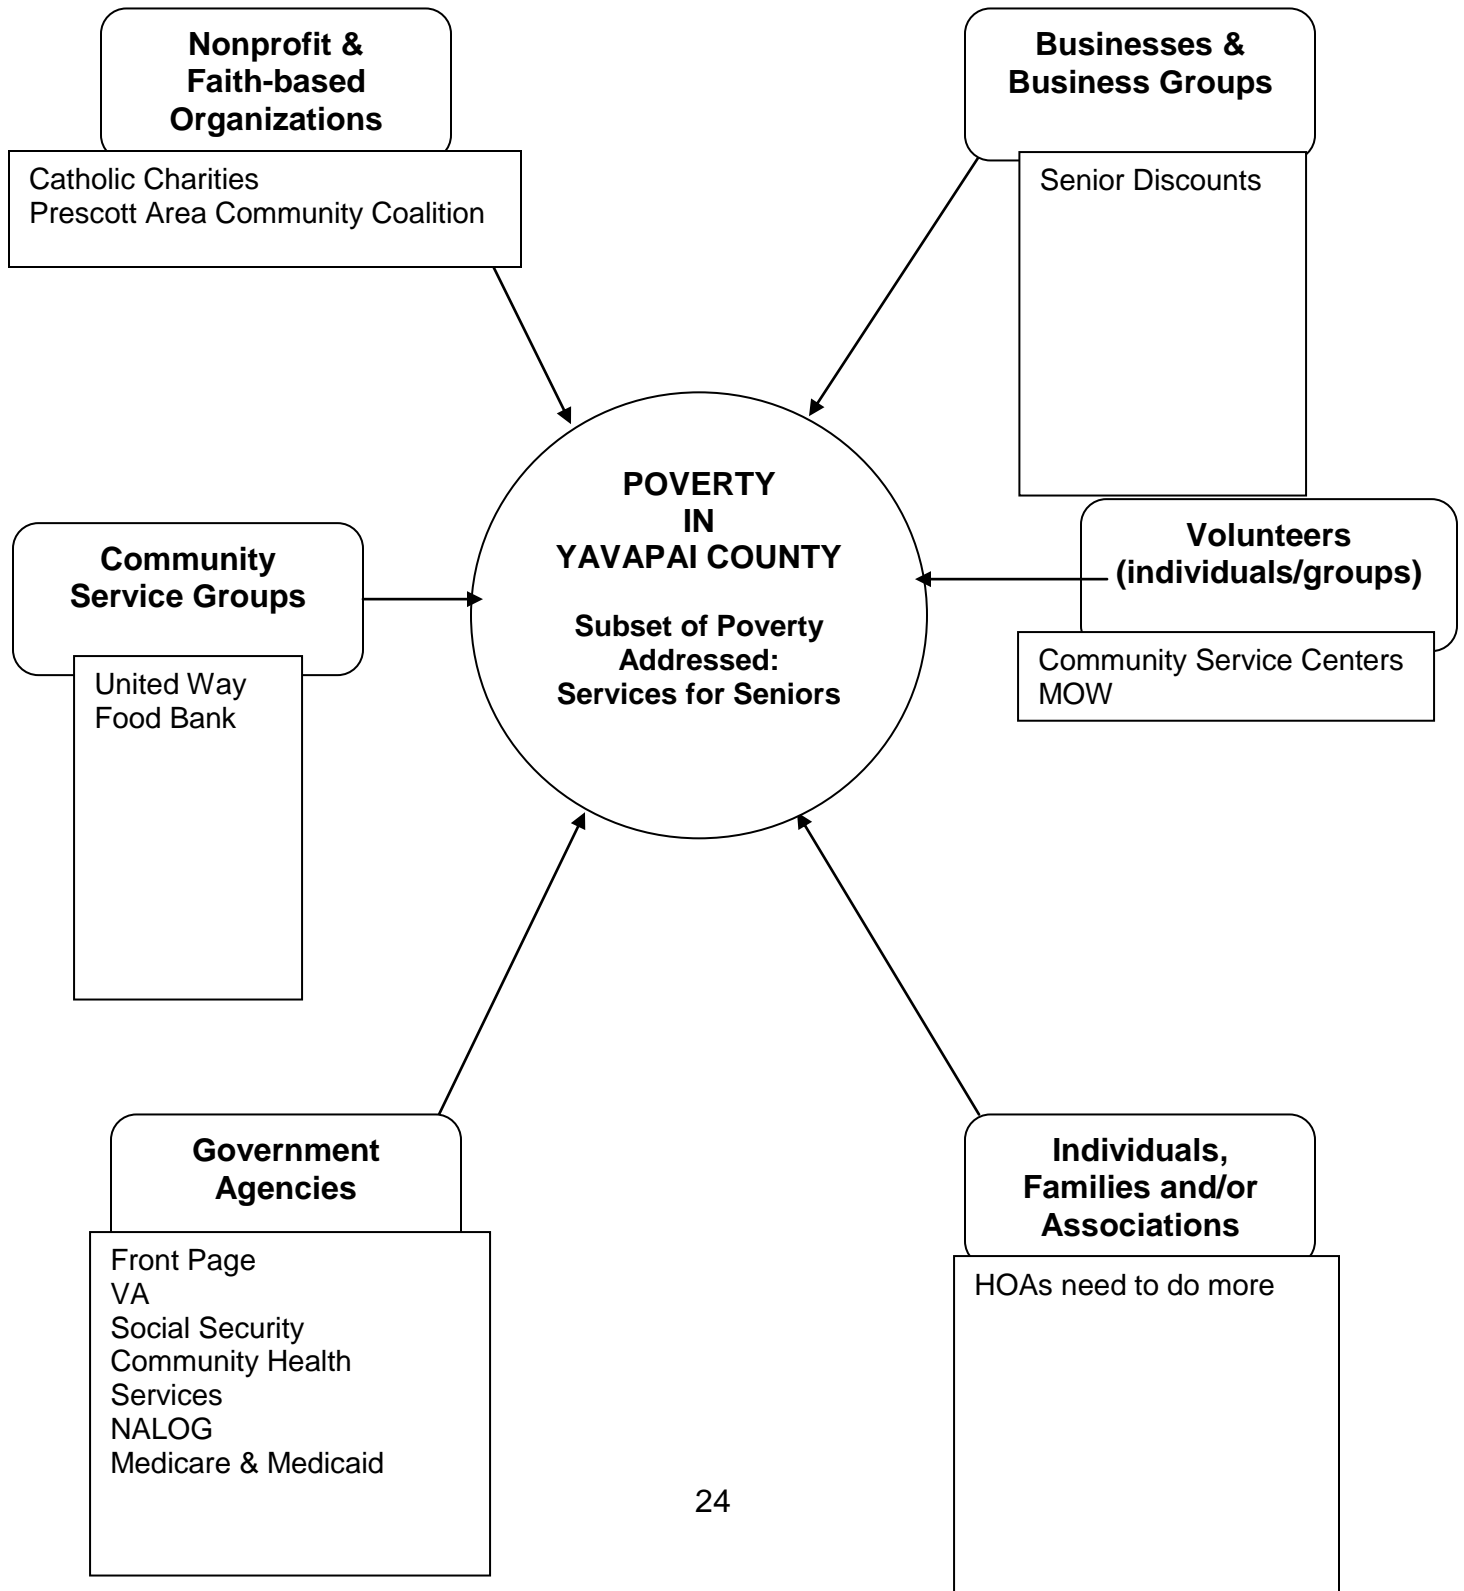 Nonprofit &
Faith-based
Organizations
Catholic Charities
Prescott Area Community Coalition
Businesses &
Business Groups
Senior Discounts
POVERTY
IN
YAVAPAI COUNTY
Subset of Poverty
Addressed:
Services for Seniors
Community
Service Groups
United Way
Food Bank
Volunteers
(individuals/groups)
Community Service Centers
MOW
Government
Agencies
Front Page
VA
Social Security
Community Health
Services
NALOG
Medicare & Medicaid
Individuals,
Families and/or
Associations
HOAs need to do more
24